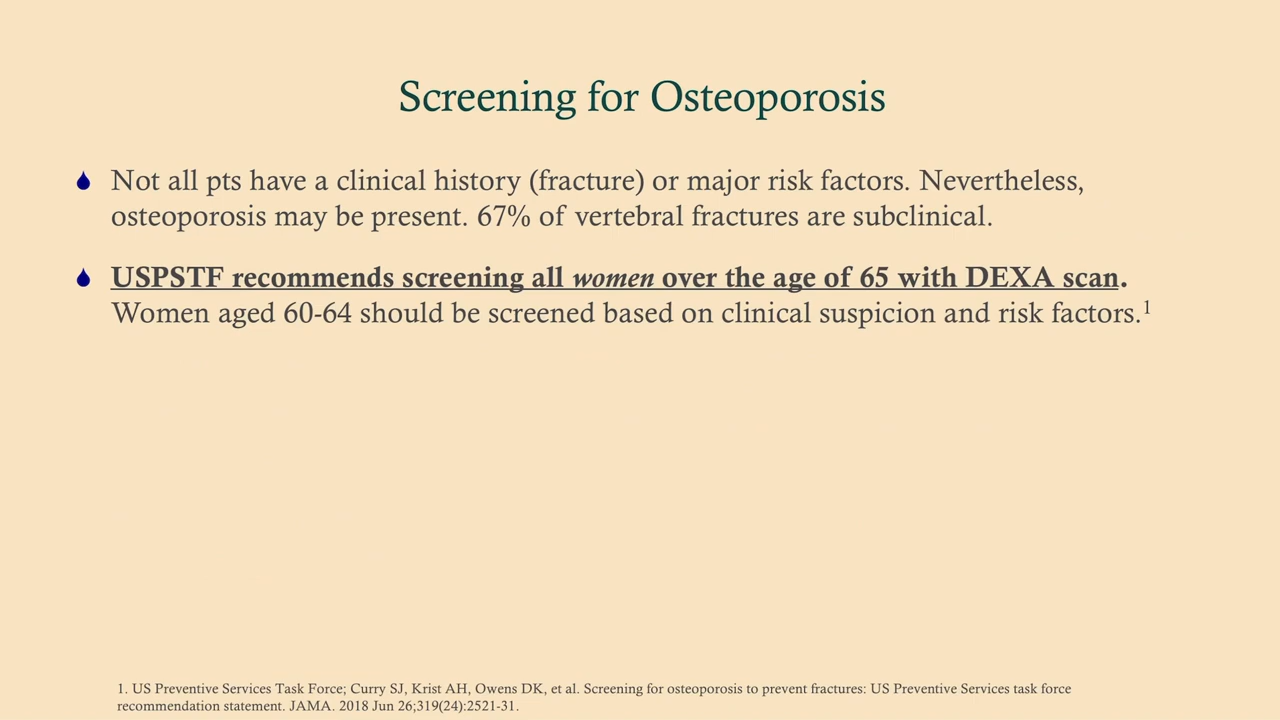 Screening for Osteoporosis
Not all pts have a clinical history (fracture) or major risk factors. Nevertheless,
osteoporosis may be present. 67% of vertebral fractures are subclinical.
USPSTF recommends screening all women over the age of 65 with DEXA scan.
Women aged 60-64 should be screened based on clinical suspicion and risk factors.¹
1. US Preventive Services Task Force; Curry SJ, Krist AH, Owens DK, et al. Screening for osteoporosis to prevent fractures: US Preventive Services task force
recommendation statement. JAMA. 2018 Jun 26;319(24):2521-31.